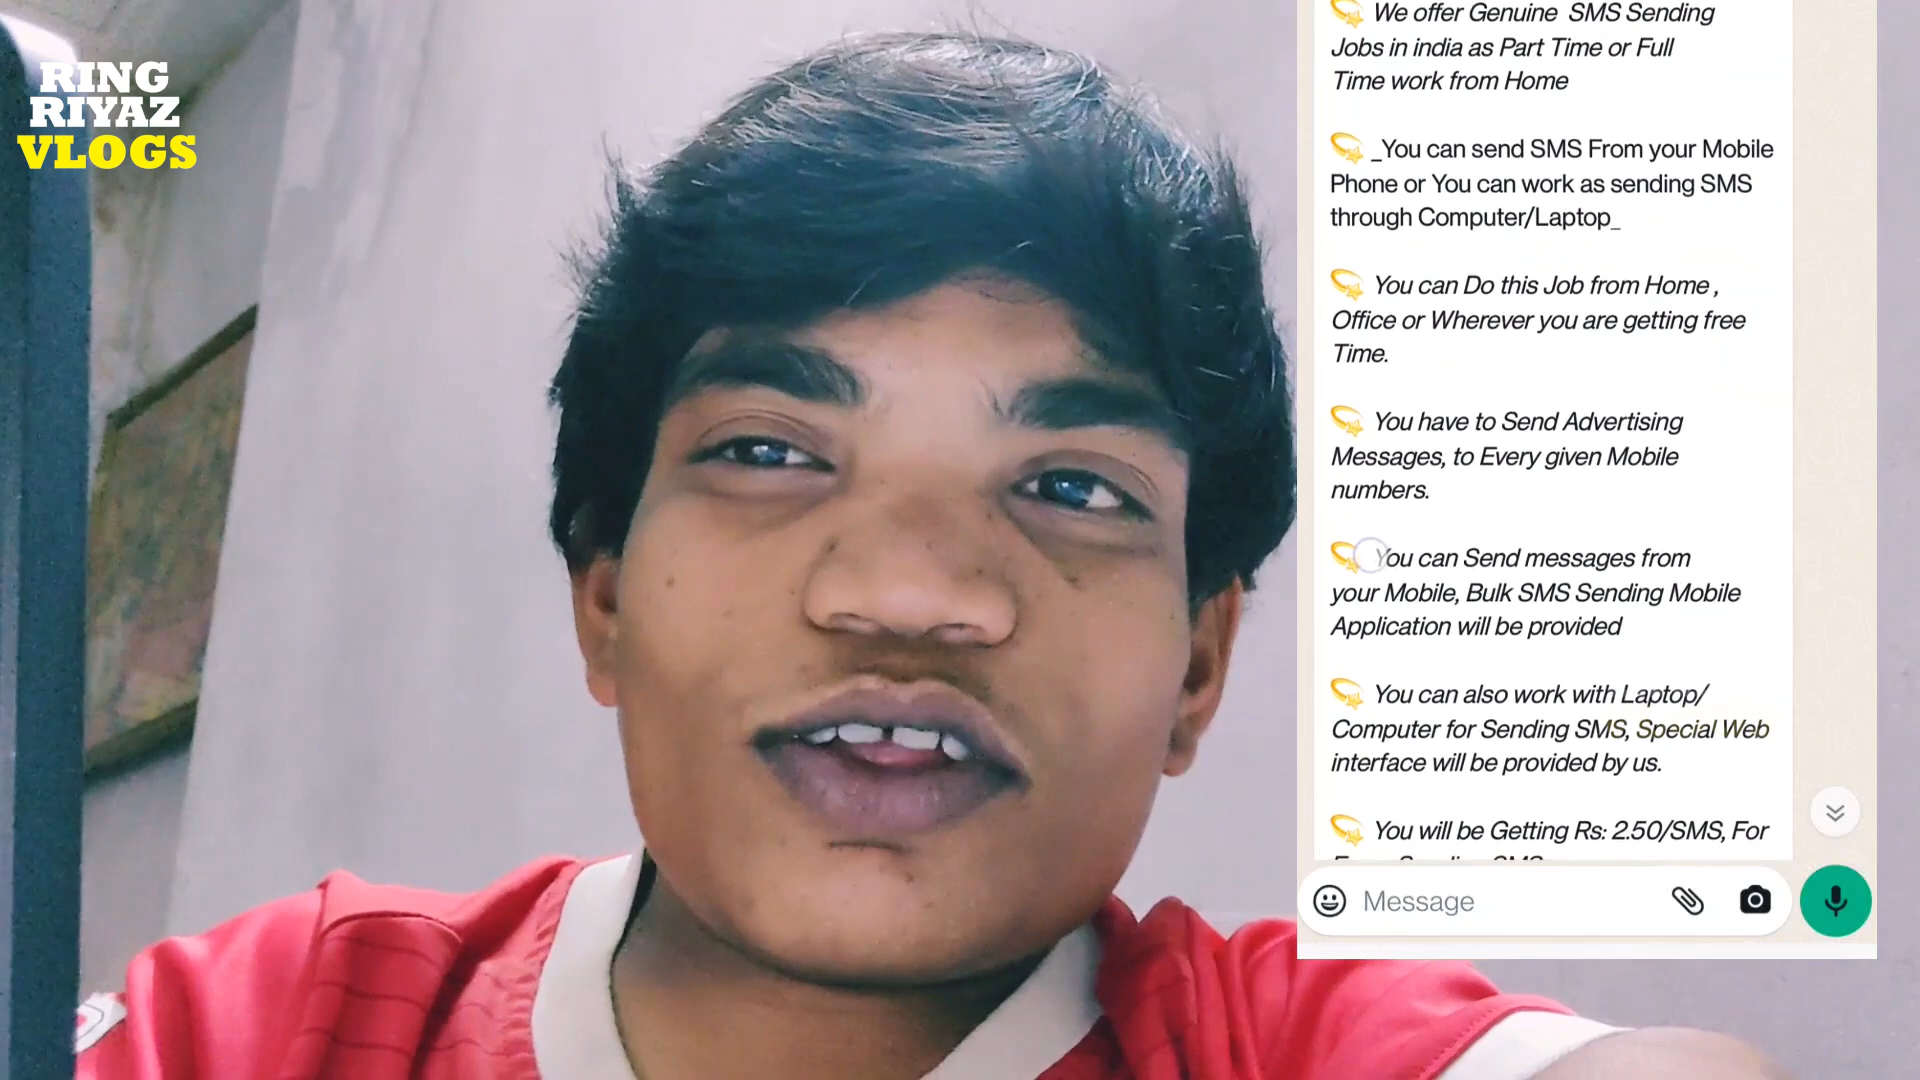 RING
RIYAZ
VLOGS
We offer Genuine SMS Sending
Jobs in india as Part Time or Full
Time work from Home
_You can send SMS From your Mobile
Phone or You can work as sending SMS
through Computer/Laptop_
You can Do this Job from Home ,
Office or Wherever you are getting free
Time.
You have to Send Advertising
Messages, to Every given Mobile
numbers.
You can Send messages from
your Mobile, Bulk SMS Sending Mobile
Application will be provided
You can also work with Laptop/
Computer for Sending SMS, Special Web
interface will be provided by us.
You will be Getting Rs: 2.50/SMS, For
Message